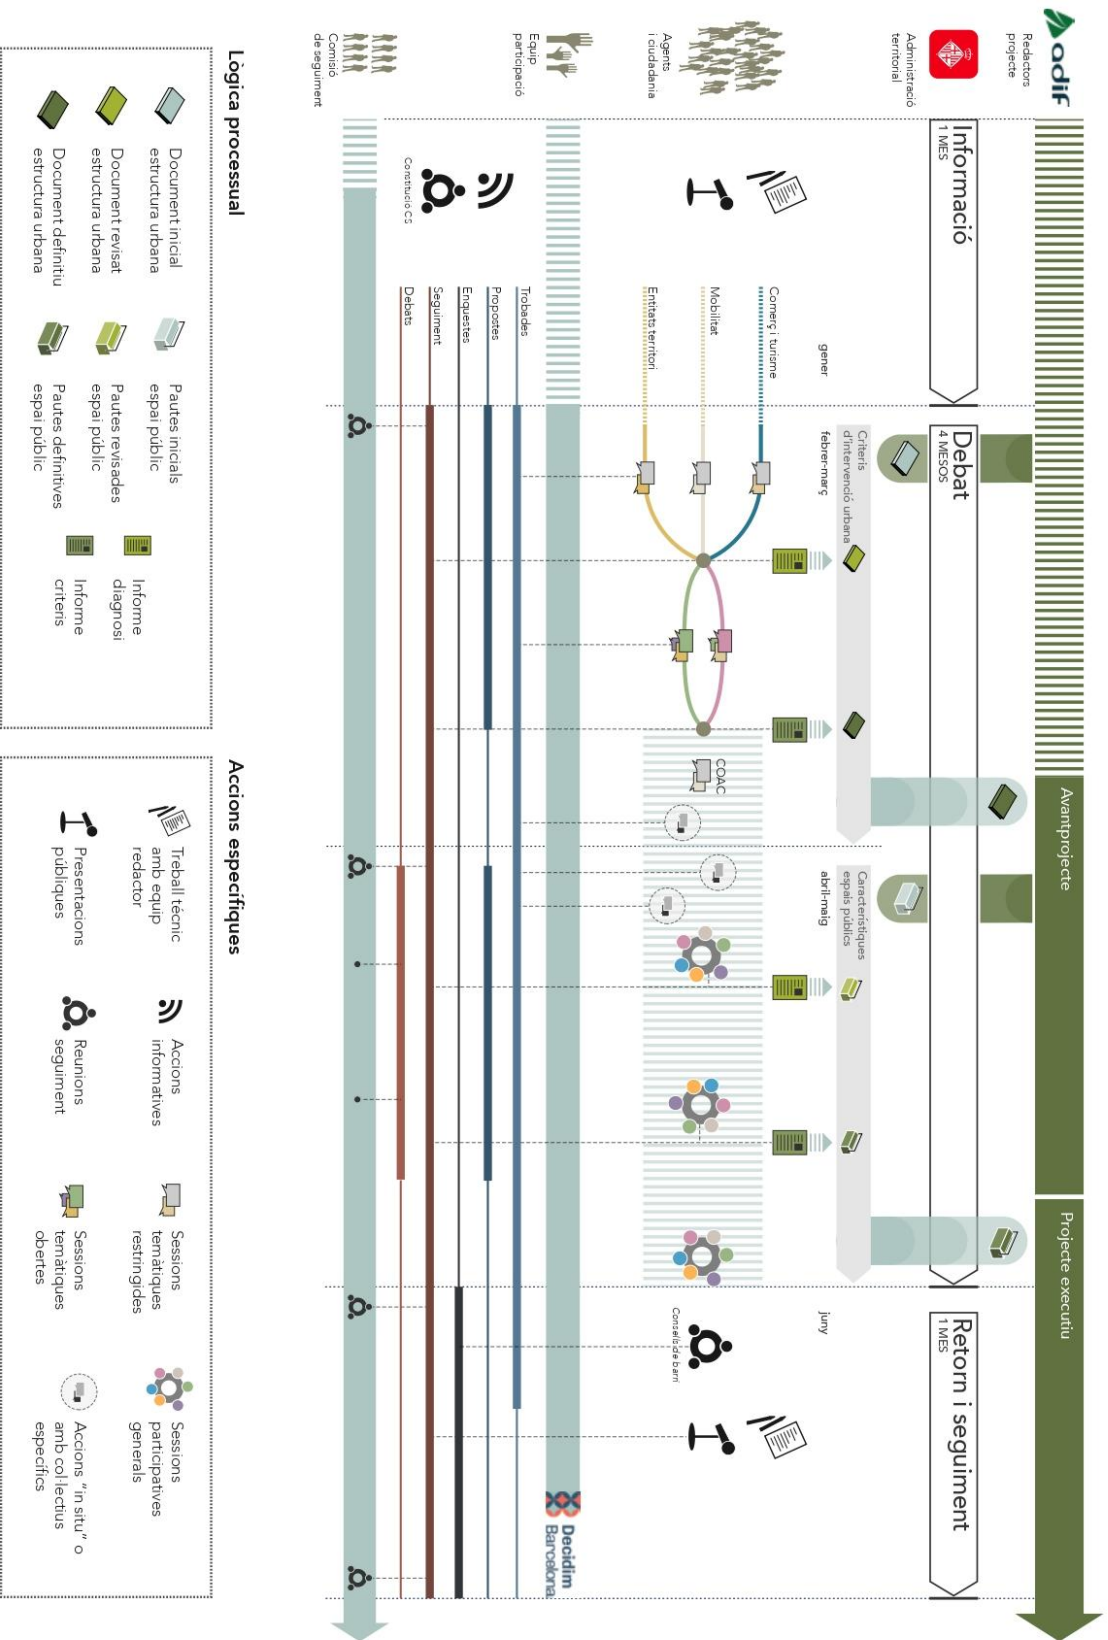 adif
Redactors
projecte
Avantprojecte
Projecte executiu
Administració
territorial
Informació
1 MES
Debat
4 MESOS
Retorn i seguiment
1 MES
Criteris
d'intervenció urbana
Característiques
espais públics
gener
febrer-març
abril-maig
juny
Agents
i ciudadania
Comerç i turisme
Mobilitat
Entitats territori
COAC
Consells de barri
Equip
participació
Decidim
Barcelona
Trobades
Propostes
Enquestes
Seguiment
Debats
Constitució CS
Comisió
de seguiment
Lògica processual
Document inicial
estructura urbana
Document revisat
estructura urbana
Document definitiu
estructura urbana
Pautes inicials
espai públic
Pautes revisades
espai públic
Pautes definitives
espai públic
Informe
diagnosi
Informe
criteris
Accions específiques
Treball técnic
amb equip
redactor
Presentacions
públiques
Accions
informatives
Reunions
seguiment
Sessions
temàtiques
restringides
Sessions
temàtiques
obertes
Sessions
participatives
generals
Accions "in situ" o
amb col·lectius
específics